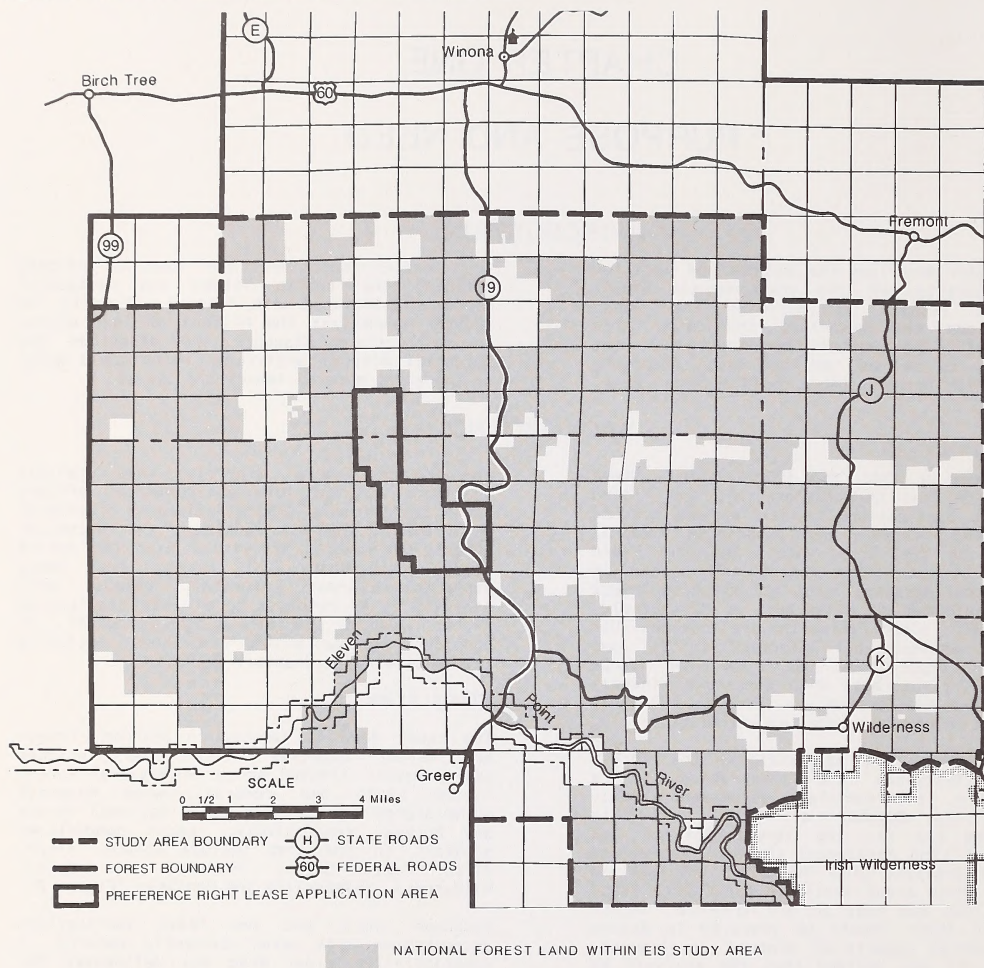 E
Winona
Birch Tree
60
Fremont
99
19
J
K
Eleven
Point
River
Wilderness
Greer
Irish Wilderness
SCALE
0 1/2 1 2 3 4 Miles
STUDY AREA BOUNDARY
H STATE ROADS
FOREST BOUNDARY
60 FEDERAL ROADS
PREFERENCE RIGHT LEASE APPLICATION AREA
NATIONAL FOREST LAND WITHIN EIS STUDY AREA